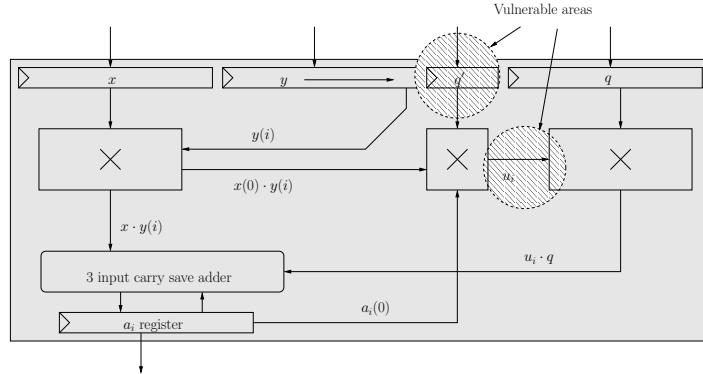 Vulnerable areas
x
y
q′
q
y(i)
x(0) · y(i)
u_i
x · y(i)
u_i · q
3 input carry save adder
a_i(0)
a_i register